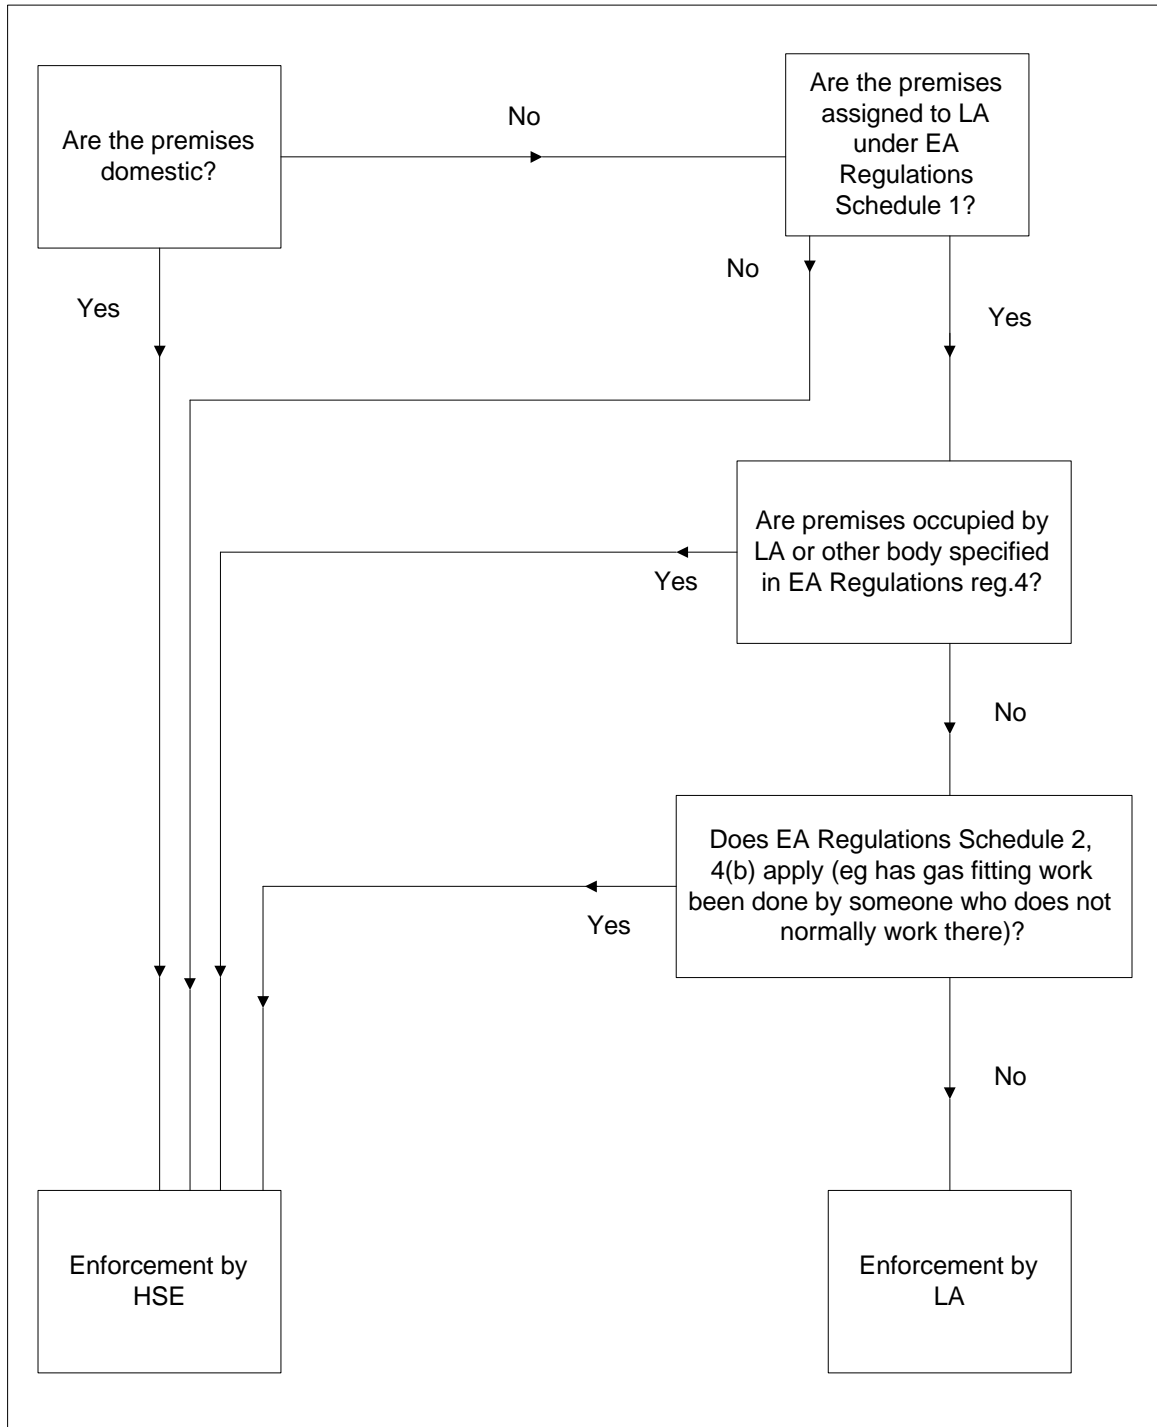 Are the premises
domestic?
No
Are the premises
assigned to LA
under EA
Regulations
Schedule 1?
Yes
No
Yes
Are premises occupied by
LA or other body specified
in EA Regulations reg.4?
Yes
No
Does EA Regulations Schedule 2,
4(b) apply (eg has gas fitting work
been done by someone who does not
normally work there)?
Yes
No
Enforcement by
HSE
Enforcement by
LA